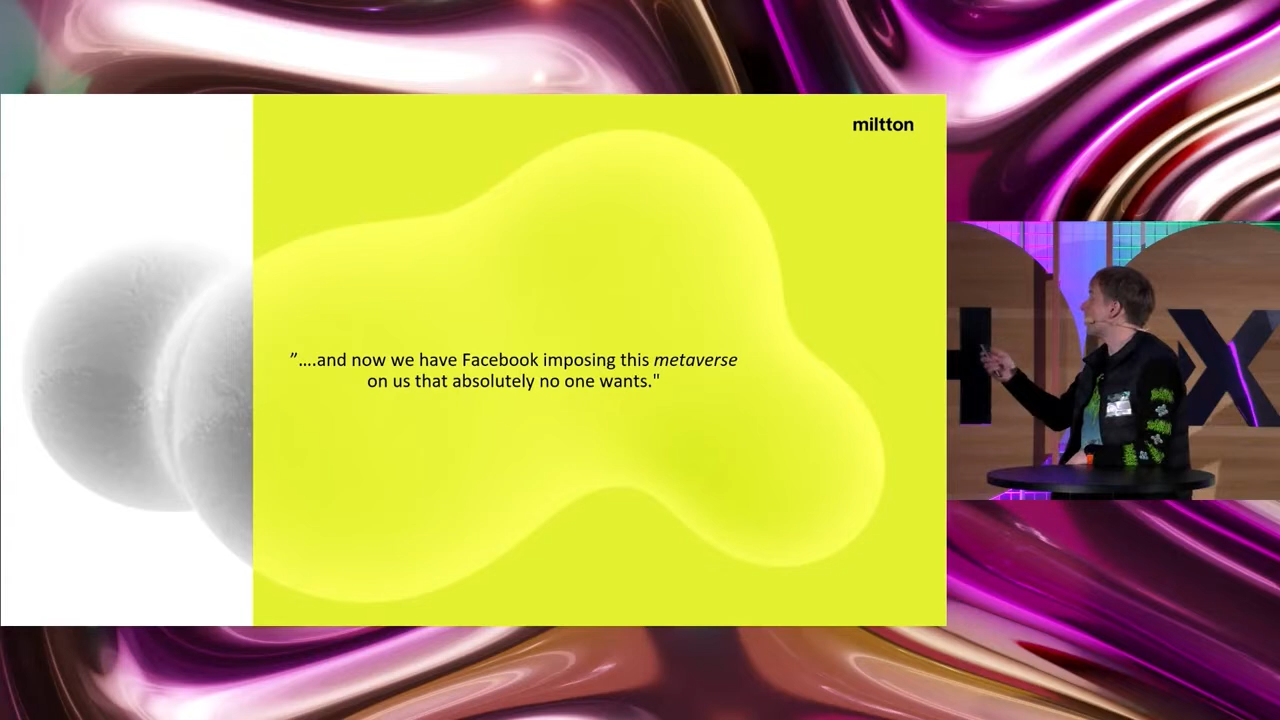 miltton
”….and now we have Facebook imposing this metaverse
on us that absolutely no one wants."
H X